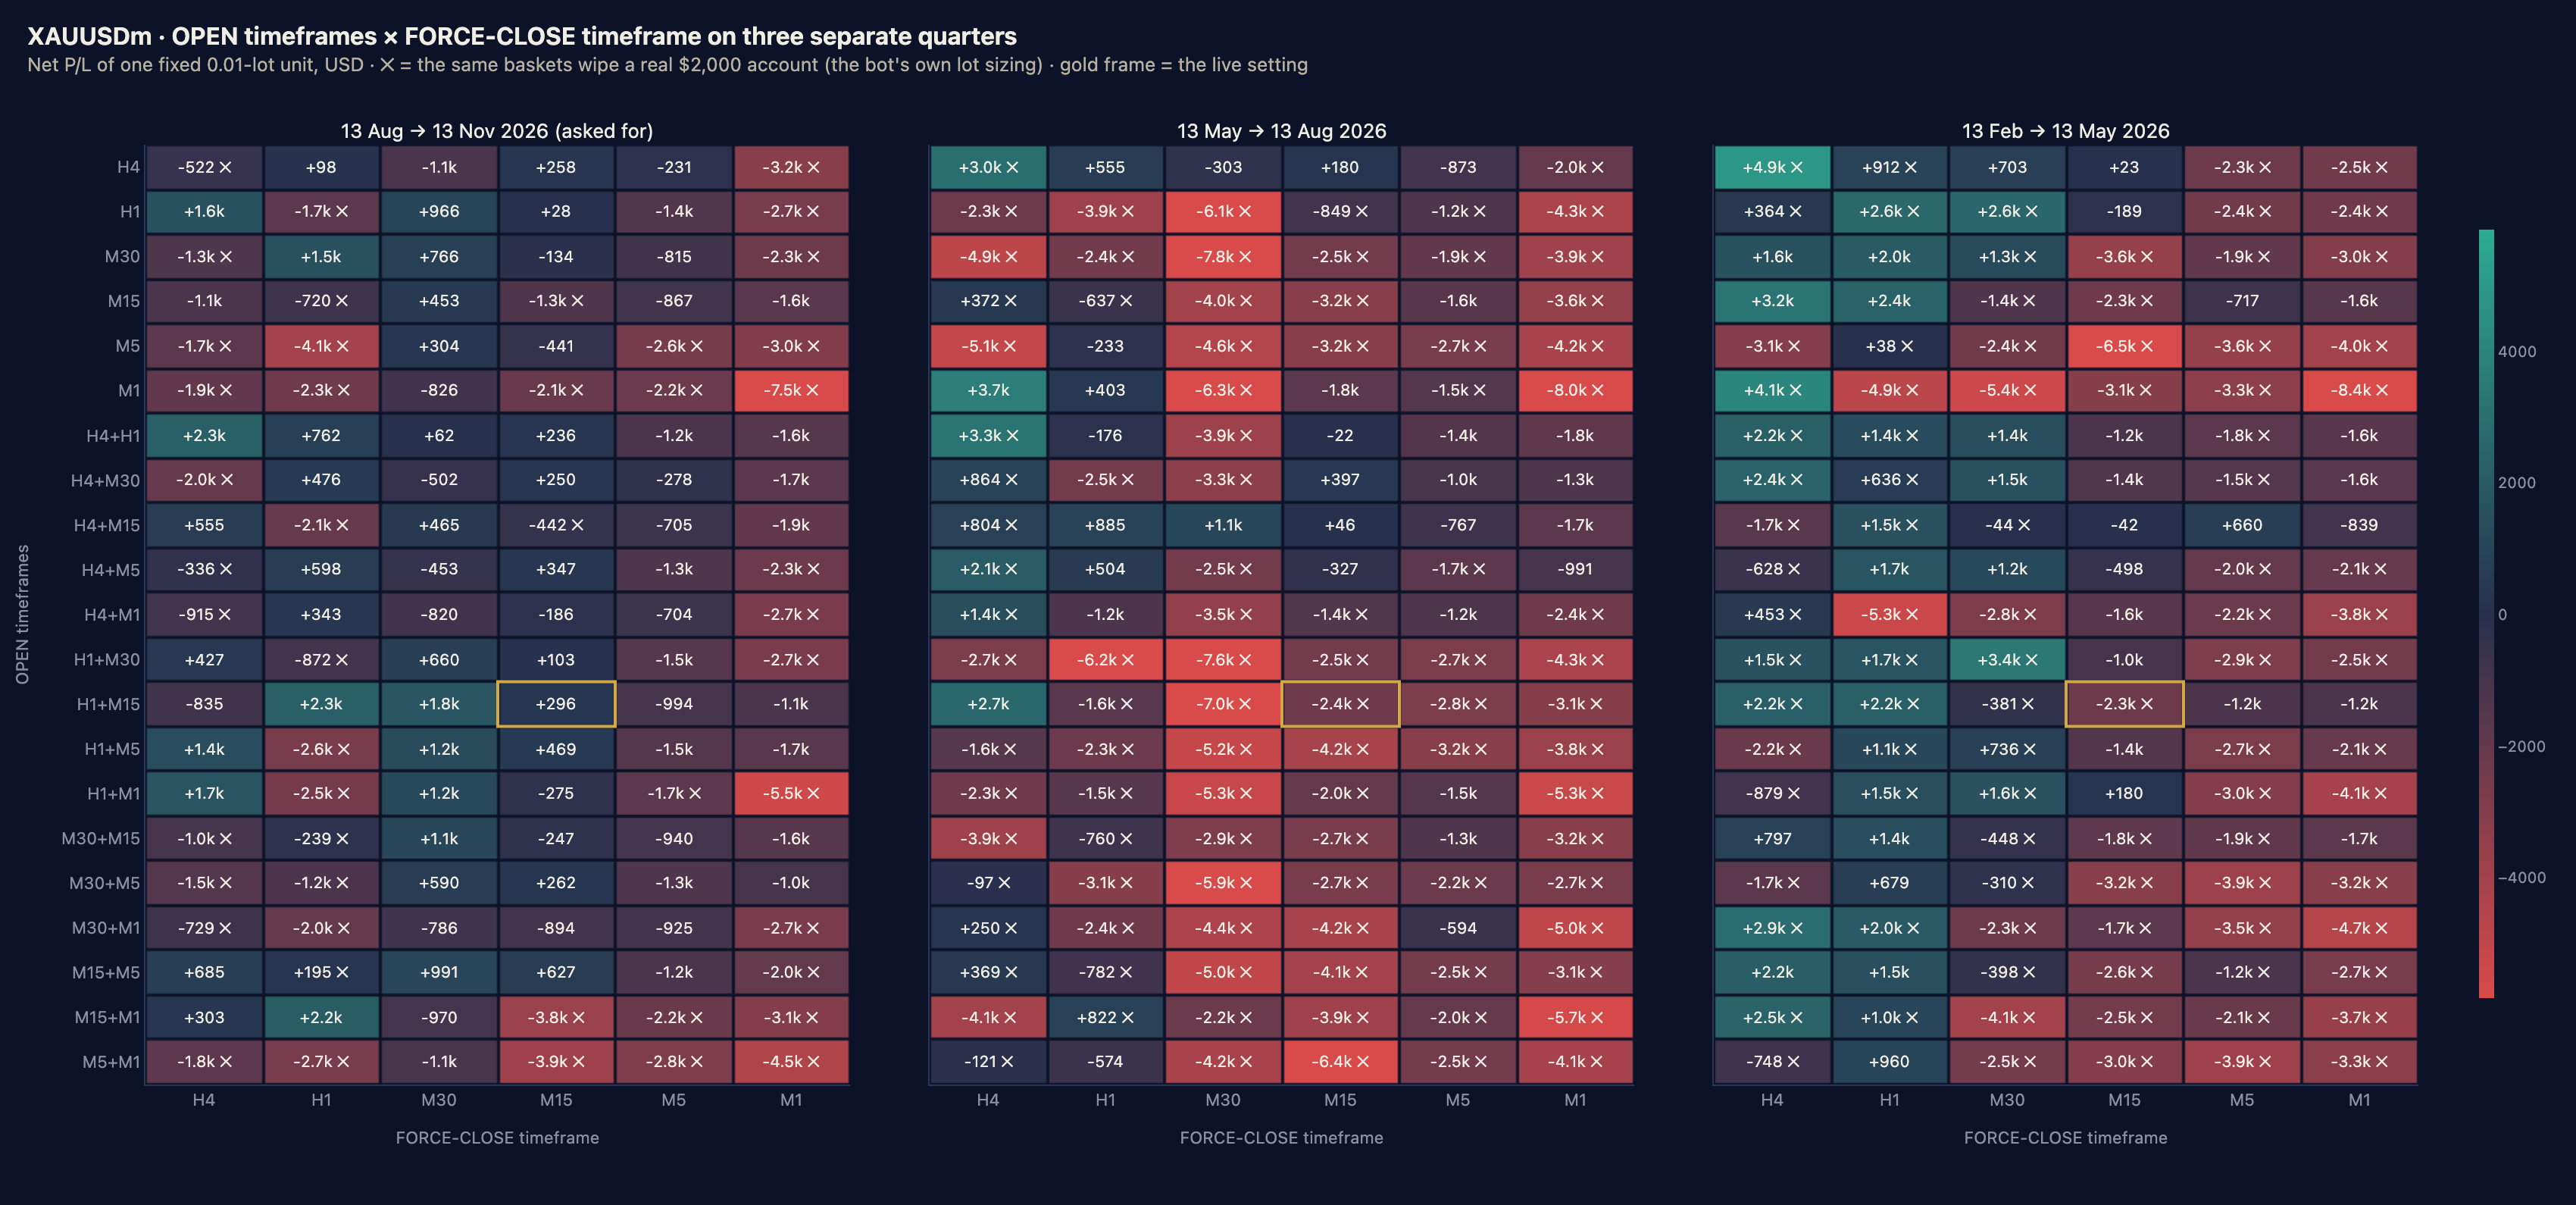 XAUUSDm · OPEN timeframes × FORCE-CLOSE timeframe on three separate quarters
Net P/L of one fixed 0.01-lot unit, USD · ✕ = the same baskets wipe a real $2,000 account (the bot's own lot sizing) · gold frame = the live setting
13 Aug → 13 Nov 2026 (asked for) 13 May → 13 Aug 2026 13 Feb → 13 May 2026
H4 -522 ✕ +98 -1.1k +258 -231 -3.2k ✕ +3.0k ✕ +555 -303 +180 -873 -2.0k ✕ +4.9k ✕ +912 ✕ +703 +23 -2.3k ✕ -2.5k ✕
H1 +1.6k -1.7k ✕ +966 +28 -1.4k -2.7k ✕ -2.3k ✕ -3.9k ✕ -6.1k ✕ -849 ✕ -1.2k ✕ -4.3k ✕ +364 ✕ +2.6k ✕ +2.6k ✕ -189 -2.4k ✕ -2.4k ✕
M30 -1.3k ✕ +1.5k +766 -134 -815 -2.3k ✕ -4.9k ✕ -2.4k ✕ -7.8k ✕ -2.5k ✕ -1.9k ✕ -3.9k ✕ +1.6k +2.0k +1.3k ✕ -3.6k ✕ -1.9k ✕ -3.0k ✕
M15 -1.1k -720 ✕ +453 -1.3k ✕ -867 -1.6k +372 ✕ -637 ✕ -4.0k ✕ -3.2k ✕ -1.6k -3.6k ✕ +3.2k +2.4k -1.4k ✕ -2.3k ✕ -717 -1.6k
M5 -1.7k ✕ -4.1k ✕ +304 -441 -2.6k ✕ -3.0k ✕ -5.1k ✕ -233 -4.6k ✕ -3.2k ✕ -2.7k ✕ -4.2k ✕ -3.1k ✕ +38 ✕ -2.4k ✕ -6.5k ✕ -3.6k ✕ -4.0k ✕
M1 -1.9k ✕ -2.3k ✕ -826 -2.1k ✕ -2.2k ✕ -7.5k ✕ +3.7k +403 -6.3k ✕ -1.8k -1.5k ✕ -8.0k ✕ +4.1k ✕ -4.9k ✕ -5.4k ✕ -3.1k ✕ -3.3k ✕ -8.4k ✕
H4+H1 +2.3k +762 +62 +236 -1.2k -1.6k +3.3k ✕ -176 -3.9k ✕ -22 -1.4k -1.8k +2.2k ✕ +1.4k ✕ +1.4k -1.2k -1.8k ✕ -1.6k
H4+M30 -2.0k ✕ +476 -502 +250 -278 -1.7k +864 ✕ -2.5k ✕ -3.3k ✕ +397 -1.0k -1.3k +2.4k ✕ +636 ✕ +1.5k -1.4k -1.5k ✕ -1.6k
H4+M15 +555 -2.1k ✕ +465 -442 ✕ -705 -1.9k +804 ✕ +885 +1.1k +46 -767 -1.7k -1.7k ✕ +1.5k ✕ -44 ✕ -42 +660 -839
H4+M5 -336 ✕ +598 -453 +347 -1.3k -2.3k ✕ +2.1k ✕ +504 -2.5k ✕ -327 -1.7k ✕ -991 -628 ✕ +1.7k +1.2k -498 -2.0k ✕ -2.1k ✕
H4+M1 -915 ✕ +343 -820 -186 -704 -2.7k ✕ +1.4k ✕ -1.2k -3.5k ✕ -1.4k ✕ -1.2k -2.4k ✕ +453 ✕ -5.3k ✕ -2.8k ✕ -1.6k -2.2k ✕ -3.8k ✕
H1+M30 +427 -872 ✕ +660 +103 -1.5k -2.7k ✕ -2.7k ✕ -6.2k ✕ -7.6k ✕ -2.5k ✕ -2.7k ✕ -4.3k ✕ +1.5k ✕ +1.7k ✕ +3.4k ✕ -1.0k -2.9k ✕ -2.5k ✕
H1+M15 -835 +2.3k +1.8k +296 -994 -1.1k +2.7k -1.6k ✕ -7.0k ✕ -2.4k ✕ -2.8k ✕ -3.1k ✕ +2.2k ✕ +2.2k ✕ -381 ✕ -2.3k ✕ -1.2k -1.2k
H1+M5 +1.4k -2.6k ✕ +1.2k +469 -1.5k -1.7k -1.6k ✕ -2.3k ✕ -5.2k ✕ -4.2k ✕ -3.2k ✕ -3.8k ✕ -2.2k ✕ +1.1k ✕ +736 ✕ -1.4k -2.7k ✕ -2.1k ✕
H1+M1 +1.7k -2.5k ✕ +1.2k -275 -1.7k ✕ -5.5k ✕ -2.3k ✕ -1.5k ✕ -5.3k ✕ -2.0k ✕ -1.5k -5.3k ✕ -879 ✕ +1.5k ✕ +1.6k ✕ +180 -3.0k ✕ -4.1k ✕
M30+M15 -1.0k ✕ -239 ✕ +1.1k -247 -940 -1.6k -3.9k ✕ -760 ✕ -2.9k ✕ -2.7k ✕ -1.3k -3.2k ✕ +797 +1.4k -448 ✕ -1.8k ✕ -1.9k ✕ -1.7k
M30+M5 -1.5k ✕ -1.2k ✕ +590 +262 -1.3k -1.0k -97 ✕ -3.1k ✕ -5.9k ✕ -2.7k ✕ -2.2k ✕ -2.7k ✕ -1.7k ✕ +679 -310 ✕ -3.2k ✕ -3.9k ✕ -3.2k ✕
M30+M1 -729 ✕ -2.0k ✕ -786 -894 -925 -2.7k ✕ +250 ✕ -2.4k ✕ -4.4k ✕ -4.2k ✕ -594 -5.0k ✕ +2.9k ✕ +2.0k ✕ -2.3k ✕ -1.7k ✕ -3.5k ✕ -4.7k ✕
M15+M5 +685 +195 ✕ +991 +627 -1.2k -2.0k ✕ +369 ✕ -782 ✕ -5.0k ✕ -4.1k ✕ -2.5k ✕ -3.1k ✕ +2.2k +1.5k -398 ✕ -2.6k ✕ -1.2k ✕ -2.7k ✕
M15+M1 +303 +2.2k -970 -3.8k ✕ -2.2k ✕ -3.1k ✕ -4.1k ✕ +822 ✕ -2.2k ✕ -3.9k ✕ -2.0k ✕ -5.7k ✕ +2.5k ✕ +1.0k ✕ -4.1k ✕ -2.5k ✕ -2.1k ✕ -3.7k ✕
M5+M1 -1.8k ✕ -2.7k ✕ -1.1k -3.9k ✕ -2.8k ✕ -4.5k ✕ -121 ✕ -574 -4.2k ✕ -6.4k ✕ -2.5k ✕ -4.1k ✕ -748 ✕ +960 -2.5k ✕ -3.0k ✕ -3.9k ✕ -3.3k ✕
H4 H1 M30 M15 M5 M1 H4 H1 M30 M15 M5 M1 H4 H1 M30 M15 M5 M1
FORCE-CLOSE timeframe FORCE-CLOSE timeframe FORCE-CLOSE timeframe
OPEN timeframes
4000
2000
0
−2000
−4000